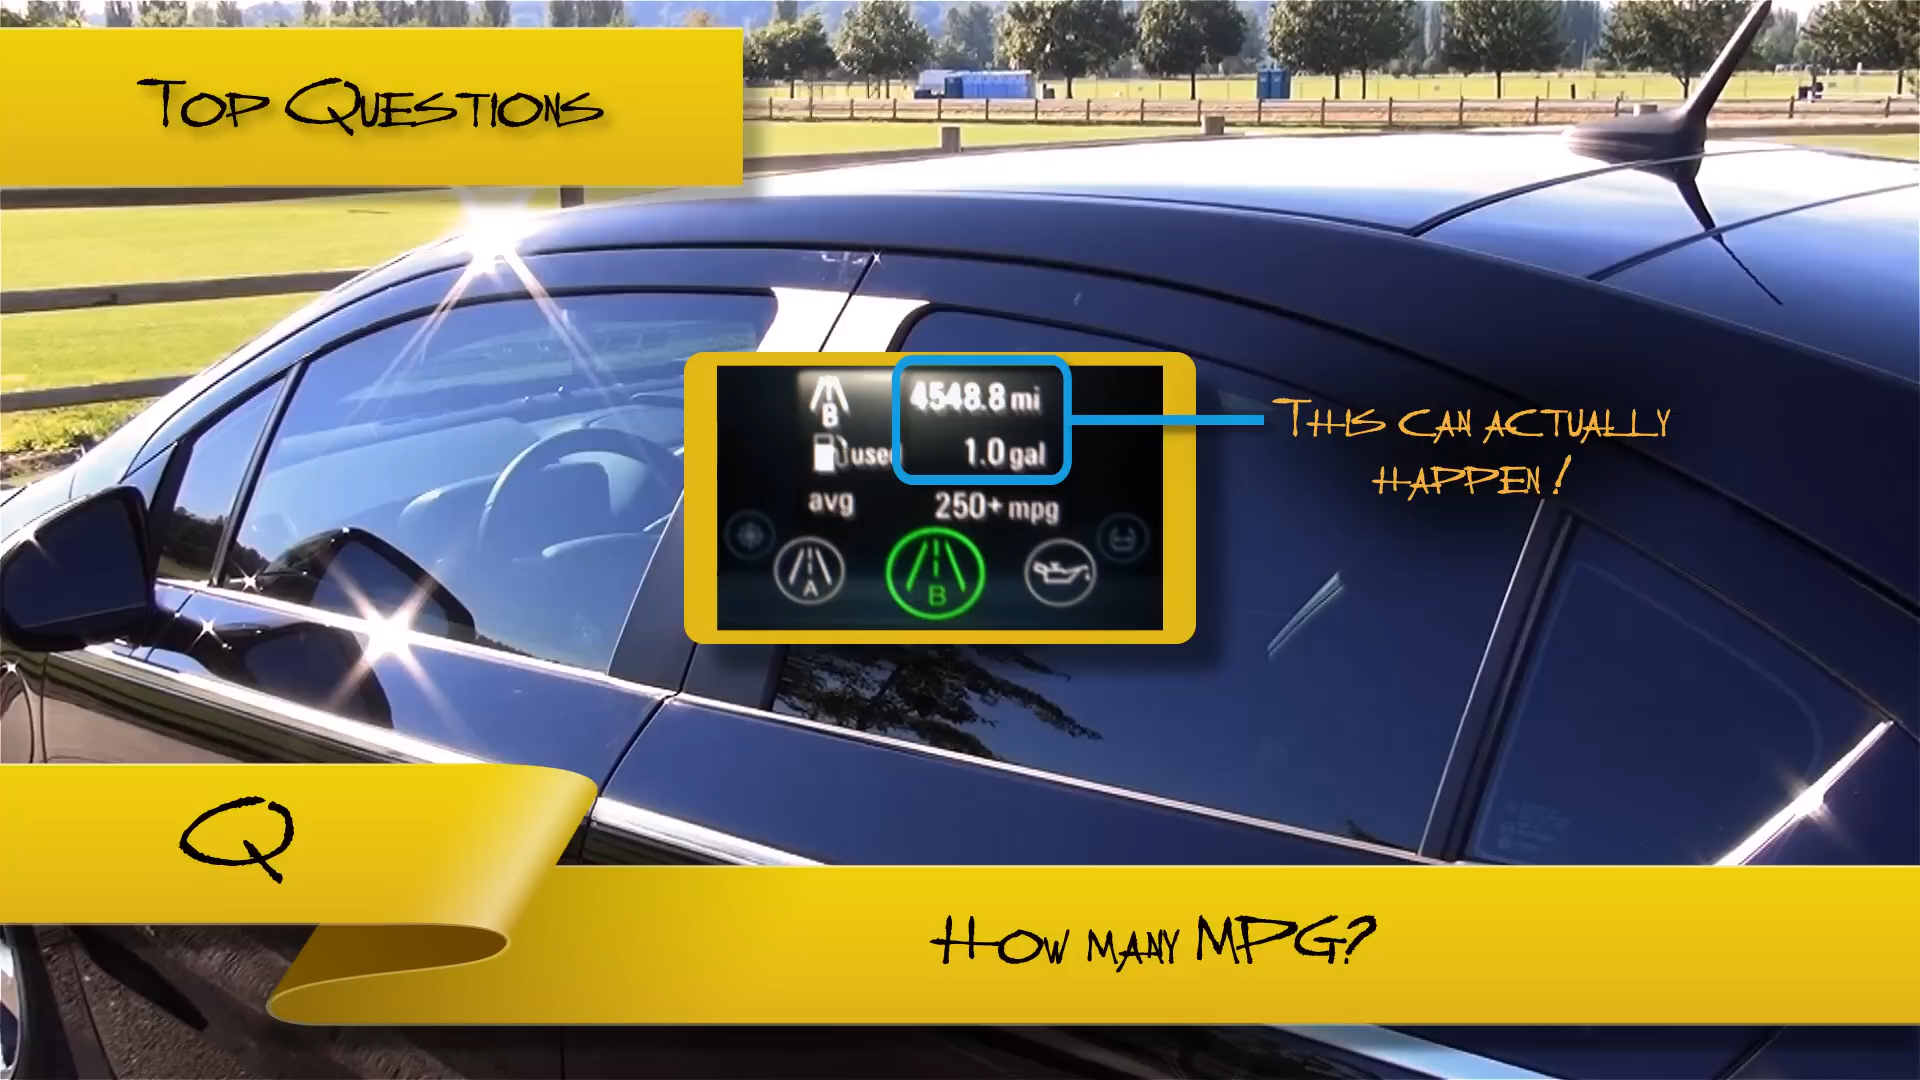 Top Questions
B 4548.8 mi
used 1.0 gal
avg 250+ mpg
A B
This can actually
happen!
Q
How many MPG?